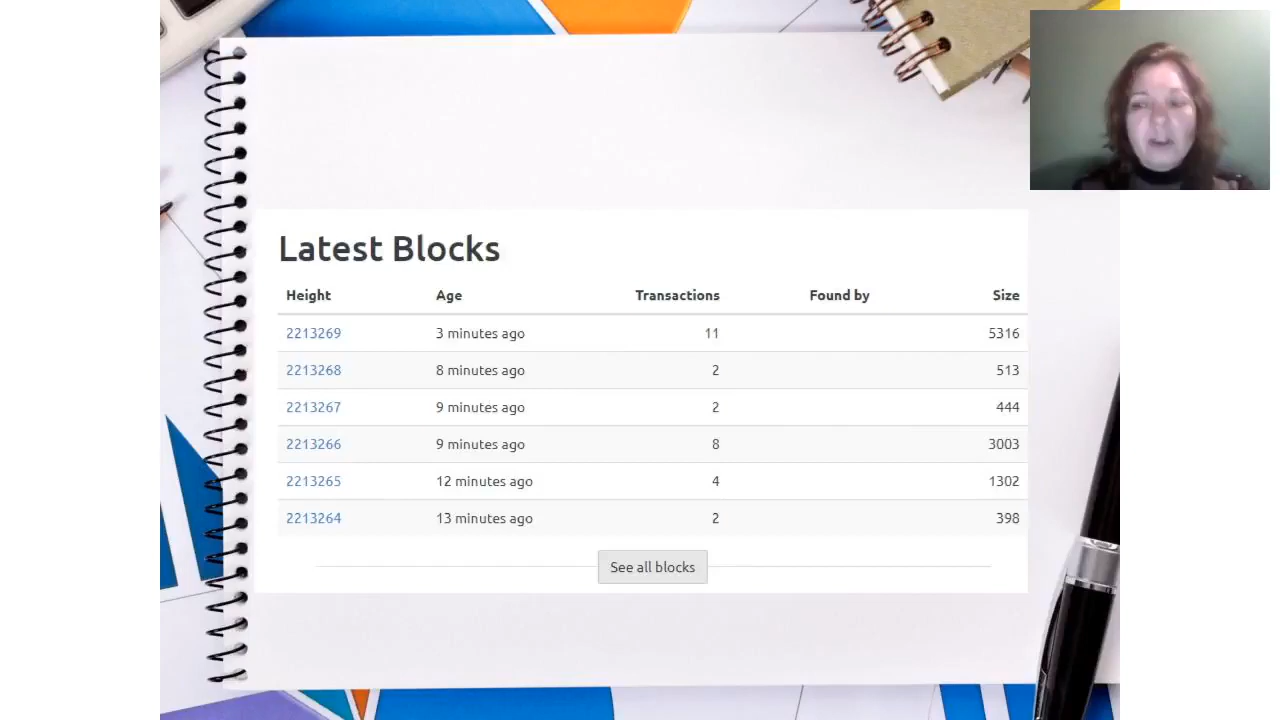 Latest Blocks
Height Age Transactions Found by Size
2213269 3 minutes ago 11 5316
2213268 8 minutes ago 2 513
2213267 9 minutes ago 2 444
2213266 9 minutes ago 8 3003
2213265 12 minutes ago 4 1302
2213264 13 minutes ago 2 398
See all blocks